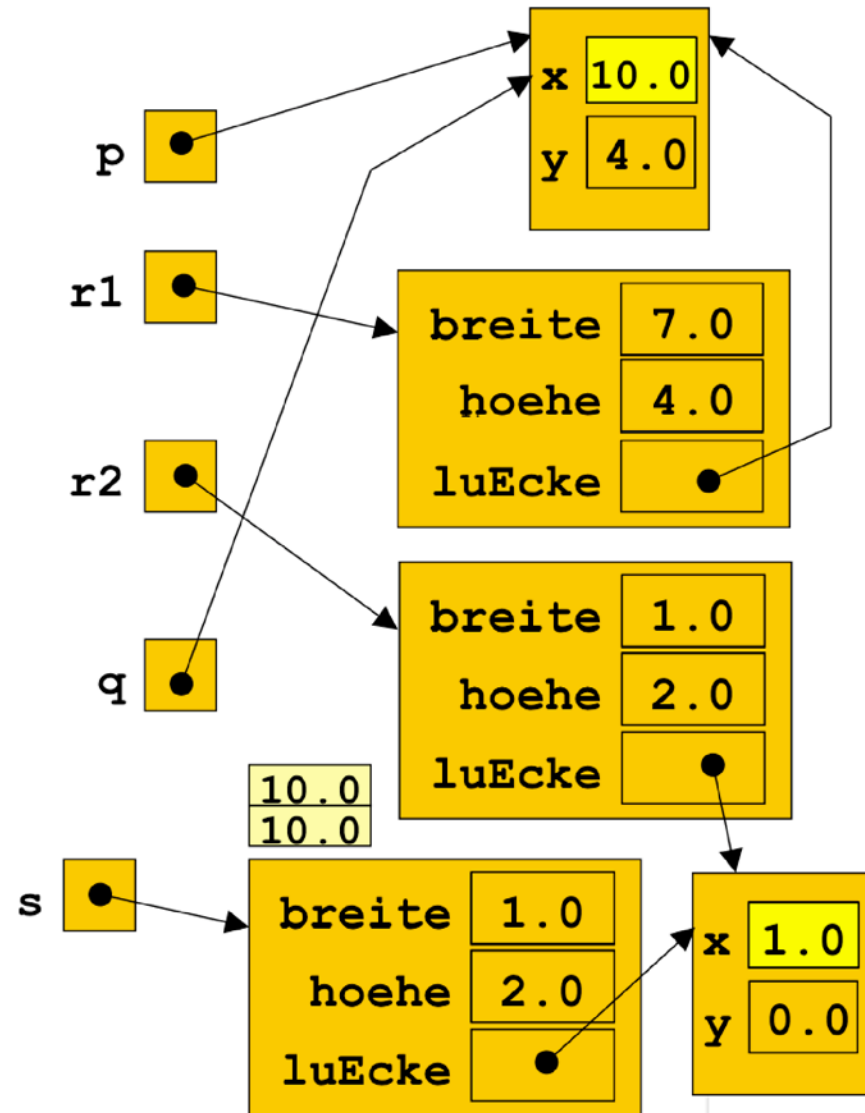 x 10.0
p
y 4.0
r1
breite 7.0
hoehe 4.0
r2
luEcke
breite 1.0
q
hoehe 2.0
luEcke
10.0
10.0
s
breite 1.0
x 1.0
hoehe 2.0
y 0.0
luEcke